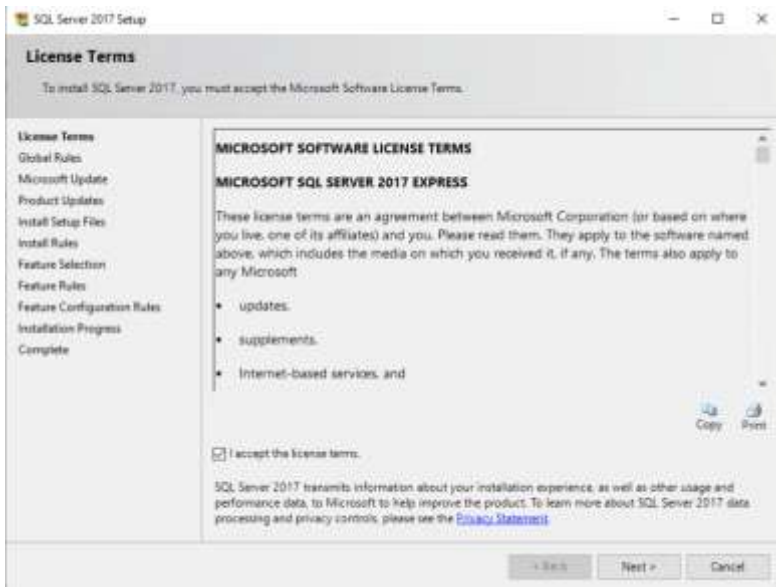 SQL Server 2017 Setup
License Terms
To install SQL Server 2017, you must accept the Microsoft Software License Terms.
License Terms
Global Rules
Microsoft Update
Product Updates
Install Setup Files
Install Rules
Feature Selection
Feature Rules
Feature Configuration Rules
Installation Progress
Complete
MICROSOFT SOFTWARE LICENSE TERMS
MICROSOFT SQL SERVER 2017 EXPRESS
These license terms are an agreement between Microsoft Corporation (or based on where
you live, one of its affiliates) and you. Please read them. They apply to the software named
above, which includes the media on which you received it, if any. The terms also apply to
any Microsoft
• updates,
• supplements,
• Internet-based services, and
Copy Print
I accept the license terms.
SQL Server 2017 transmits information about your installation experience, as well as other usage and
performance data, to Microsoft to help improve the product. To learn more about SQL Server 2017 data
processing and privacy controls, please see the Privacy Statement
< Back Next > Cancel